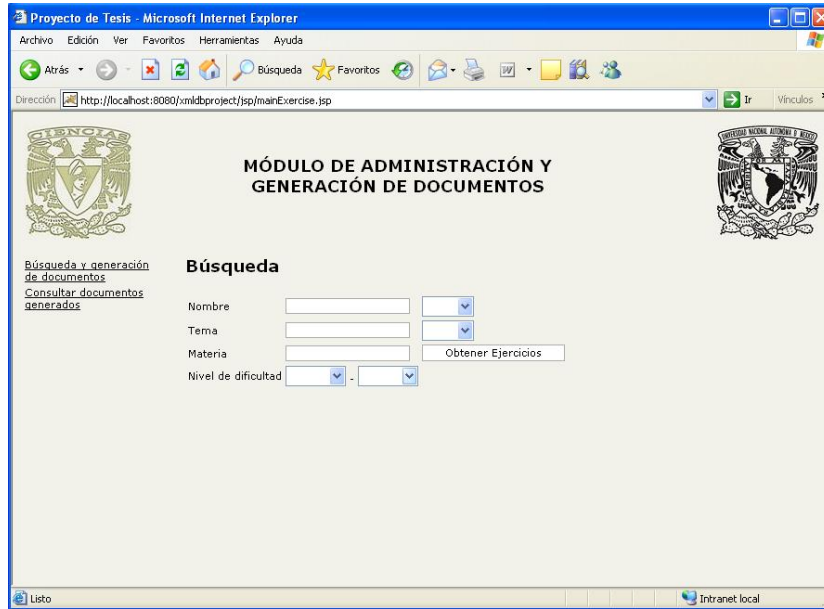 Proyecto de Tesis - Microsoft Internet Explorer
Archivo Edición Ver Favoritos Herramientas Ayuda
Atrás Búsqueda Favoritos
Dirección http://localhost:8080/xmldbproject/jsp/mainExercise.jsp Ir Vínculos
CIENCIAS
MÓDULO DE ADMINISTRACIÓN Y
GENERACIÓN DE DOCUMENTOS
Búsqueda y generación
de documentos
Consultar documentos
generados
Búsqueda
Nombre
Tema
Materia Obtener Ejercicios
Nivel de dificultad -
Listo Intranet local